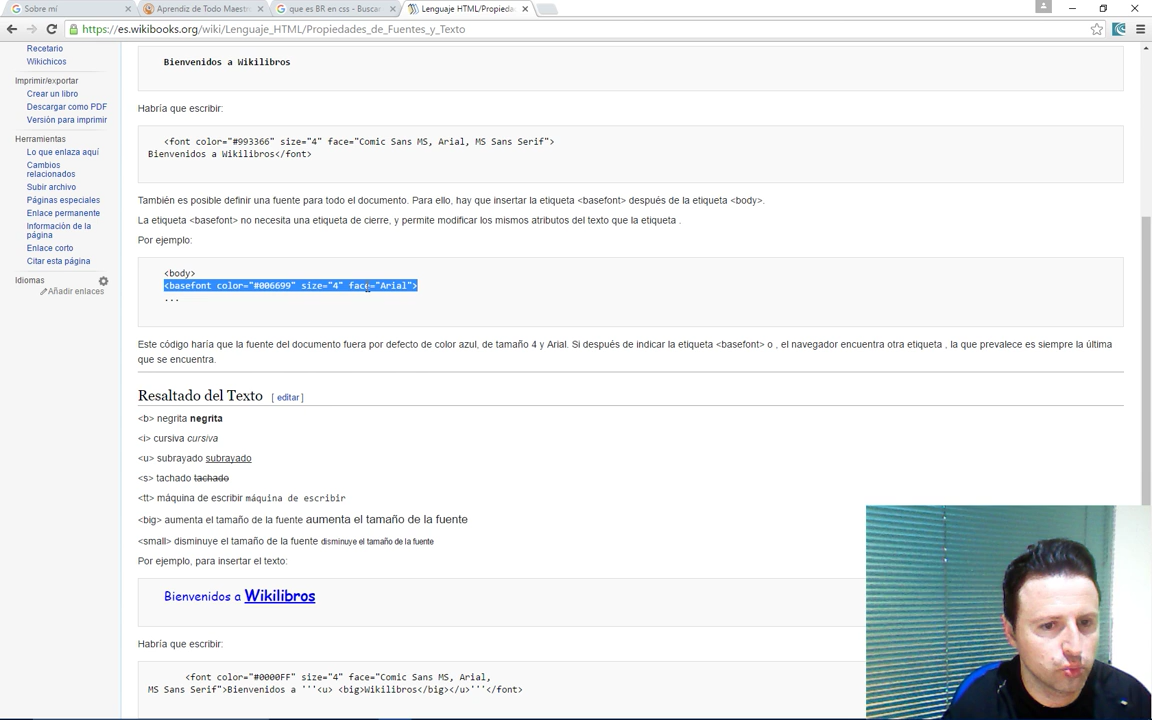 Sobre mí
Aprendiz de Todo Maestr
que es BR en css - Buscar
Lenguaje HTML/Propieda
https://es.wikibooks.org/wiki/Lenguaje_HTML/Propiedades_de_Fuentes_y_Texto
Recetario
Wikichicos
Imprimir/exportar
Crear un libro
Descargar como PDF
Versión para imprimir
Herramientas
Lo que enlaza aquí
Cambios
relacionados
Subir archivo
Páginas especiales
Enlace permanente
Información de la
página
Enlace corto
Citar esta página
Idiomas
Añadir enlaces
Bienvenidos a Wikilibros
Habría que escribir:
<font color="#993366" size="4" face="Comic Sans MS, Arial, MS Sans Serif">
Bienvenidos a Wikilibros</font>
También es posible definir una fuente para todo el documento. Para ello, hay que insertar la etiqueta <basefont> después de la etiqueta <body>.
La etiqueta <basefont> no necesita una etiqueta de cierre, y permite modificar los mismos atributos del texto que la etiqueta .
Por ejemplo:
<body>
<basefont color="#006699" size="4" face="Arial">
...
Este código haría que la fuente del documento fuera por defecto de color azul, de tamaño 4 y Arial. Si después de indicar la etiqueta <basefont> o , el navegador encuentra otra etiqueta , la que prevalece es siempre la última
que se encuentra.
Resaltado del Texto [ editar ]
<b> negrita negrita
<i> cursiva cursiva
<u> subrayado subrayado
<s> tachado tachado
<tt> máquina de escribir máquina de escribir
<big> aumenta el tamaño de la fuente aumenta el tamaño de la fuente
<small> disminuye el tamaño de la fuente disminuye el tamaño de la fuente
Por ejemplo, para insertar el texto:
Bienvenidos a Wikilibros
Habría que escribir:
<font color="#0000FF" size="4" face="Comic Sans MS, Arial,
MS Sans Serif">Bienvenidos a '''<u> <big>Wikilibros</big></u>'''</font>